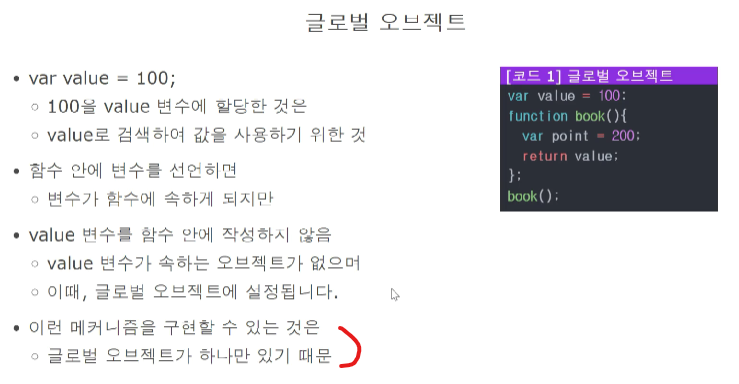 글로벌 오브젝트
• var value = 100;
○ 100을 value 변수에 할당한 것은
○ value로 검색하여 값을 사용하기 위한 것
• 함수 안에 변수를 선언히면
○ 변수가 함수에 속하게 되지만
• value 변수를 함수 안에 작성하지 않음
○ value 변수가 속하는 오브젝트가 없으며
○ 이때, 글로벌 오브젝트에 설정됩니다.
• 이런 메커니즘을 구현할 수 있는 것은
○ 글로벌 오브젝트가 하나만 있기 때문
[코드 1] 글로벌 오브젝트
var value = 100;
function book(){
var point = 200;
return value;
};
book();